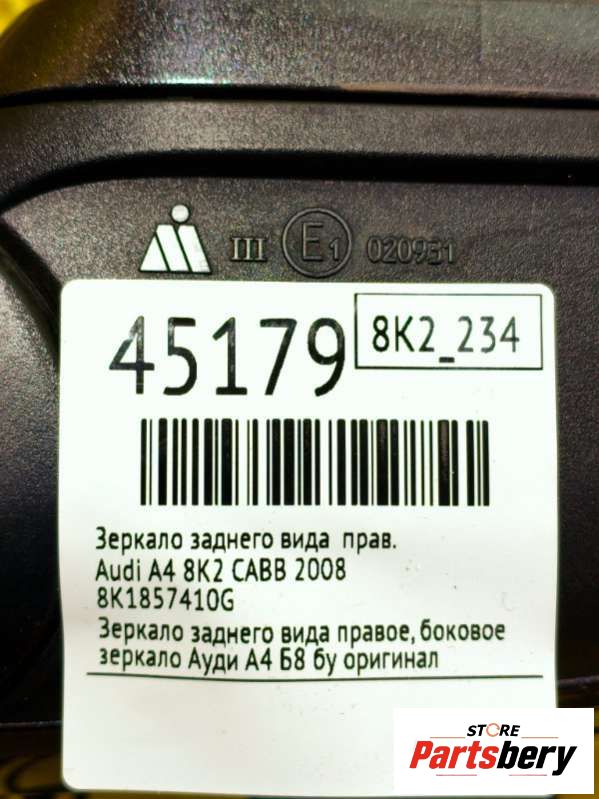 III E1 020951
45179
8K2_234
Зеркало заднего вида прав.
Audi A4 8K2 CABB 2008
8K1857410G
Зеркало заднего вида правое, боковое
зеркало Ауди А4 Б8 бу оригинал
STORE
Partsbery